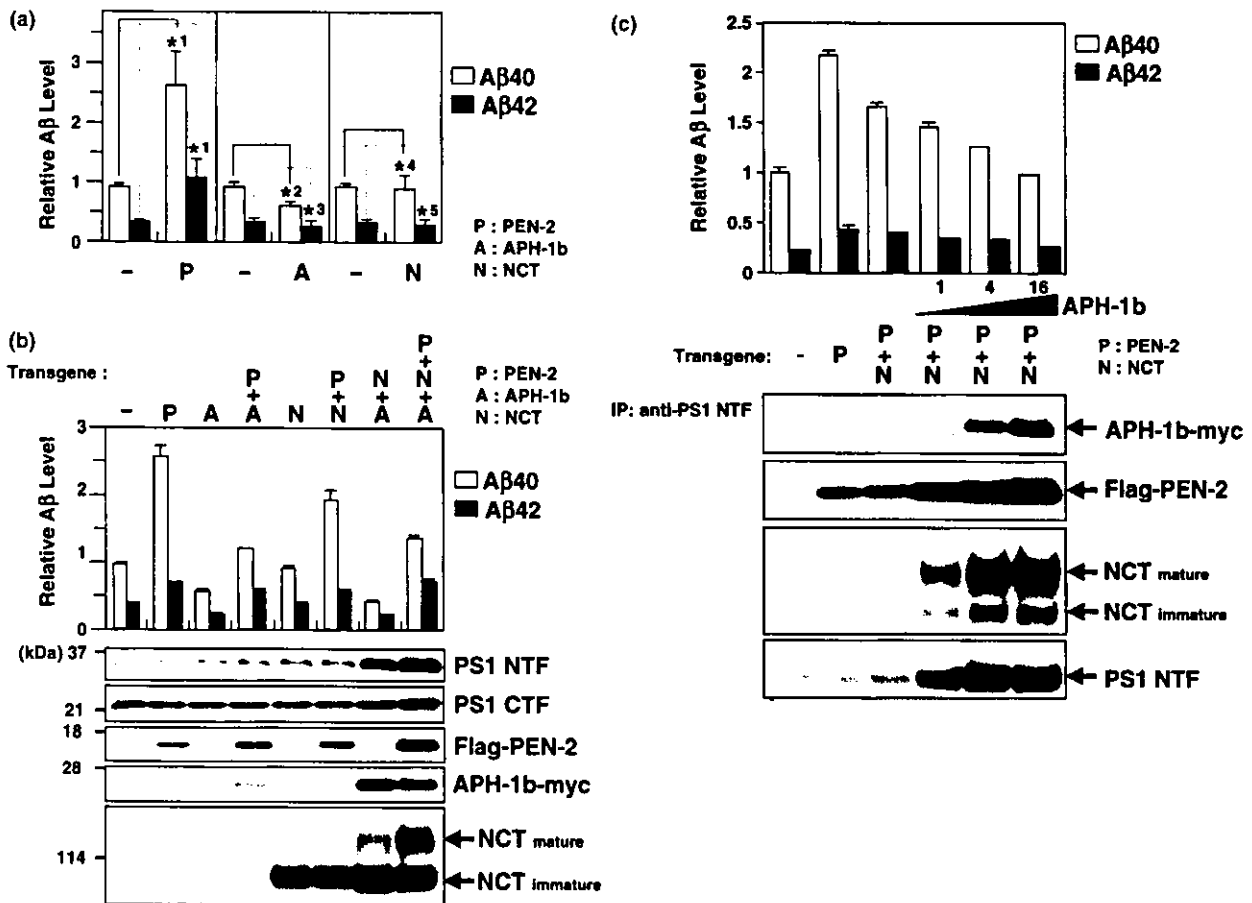 (a)
Relative Aβ Level
3
2
1
0
*1
*1
*2
*3
*4
*5
Aβ40
Aβ42
P : PEN-2
A : APH-1b
N : NCT
– P – A – N
(b)
Transgene :
– P A P+A N P+N N+A P+N+A
P : PEN-2
A : APH-1b
N : NCT
Relative Aβ Level
3
2
1
0
Aβ40
Aβ42
(kDa) 37
PS1 NTF
21
PS1 CTF
18
Flag-PEN-2
28
APH-1b-myc
NCT mature
114
NCT immature
(c)
Relative Aβ Level
2.5
2
1.5
1
0.5
0
Aβ40
Aβ42
1 4 16
APH-1b
Transgene: - P P+N P+N P+N P+N
P : PEN-2
N : NCT
IP: anti-PS1 NTF
APH-1b-myc
Flag-PEN-2
NCT mature
NCT immature
PS1 NTF